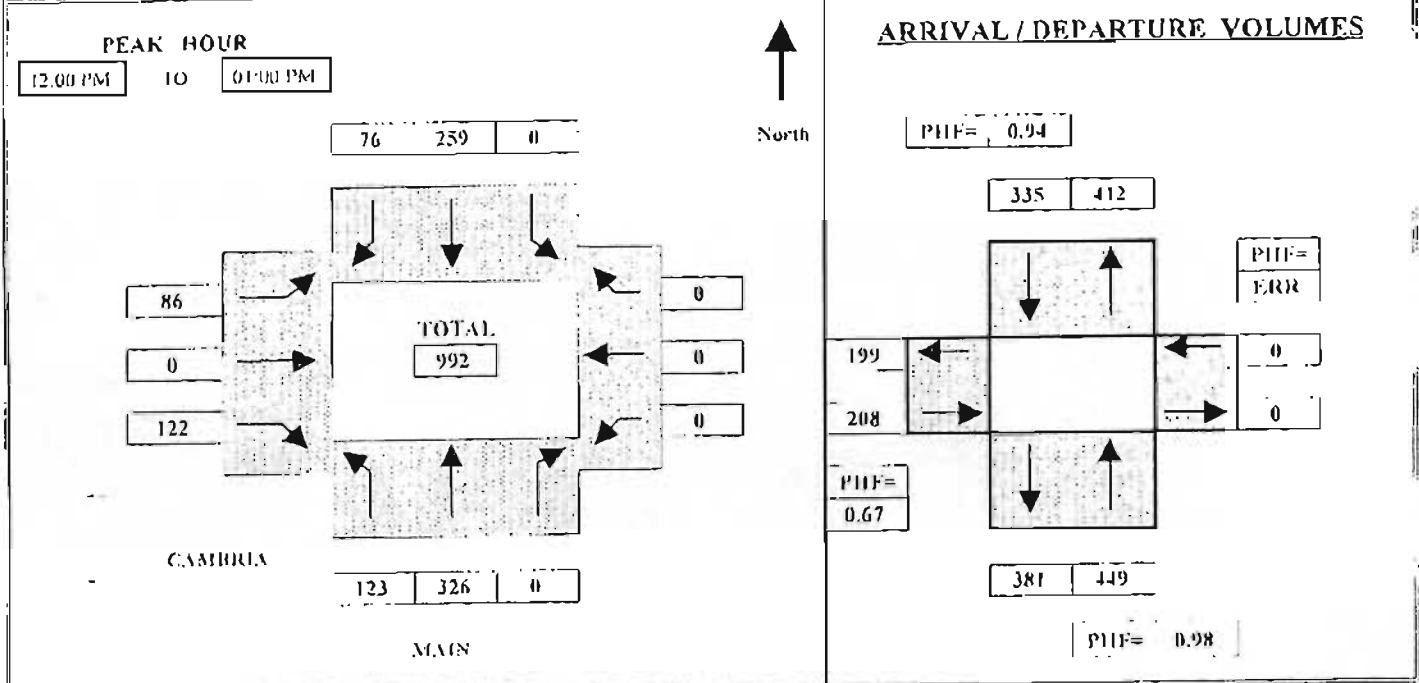 PEAK HOUR
12:00 PM TO 01:00 PM
76 259 0
North
86
0
122
TOTAL
992
0
0
0
CAMBRIA
123 326 0
MAIN
ARRIVAL / DEPARTURE VOLUMES
PHF= 0.94
335 412
PHF=
ERR
199
208
0
0
PHF=
0.67
381 449
PHF= 0.98